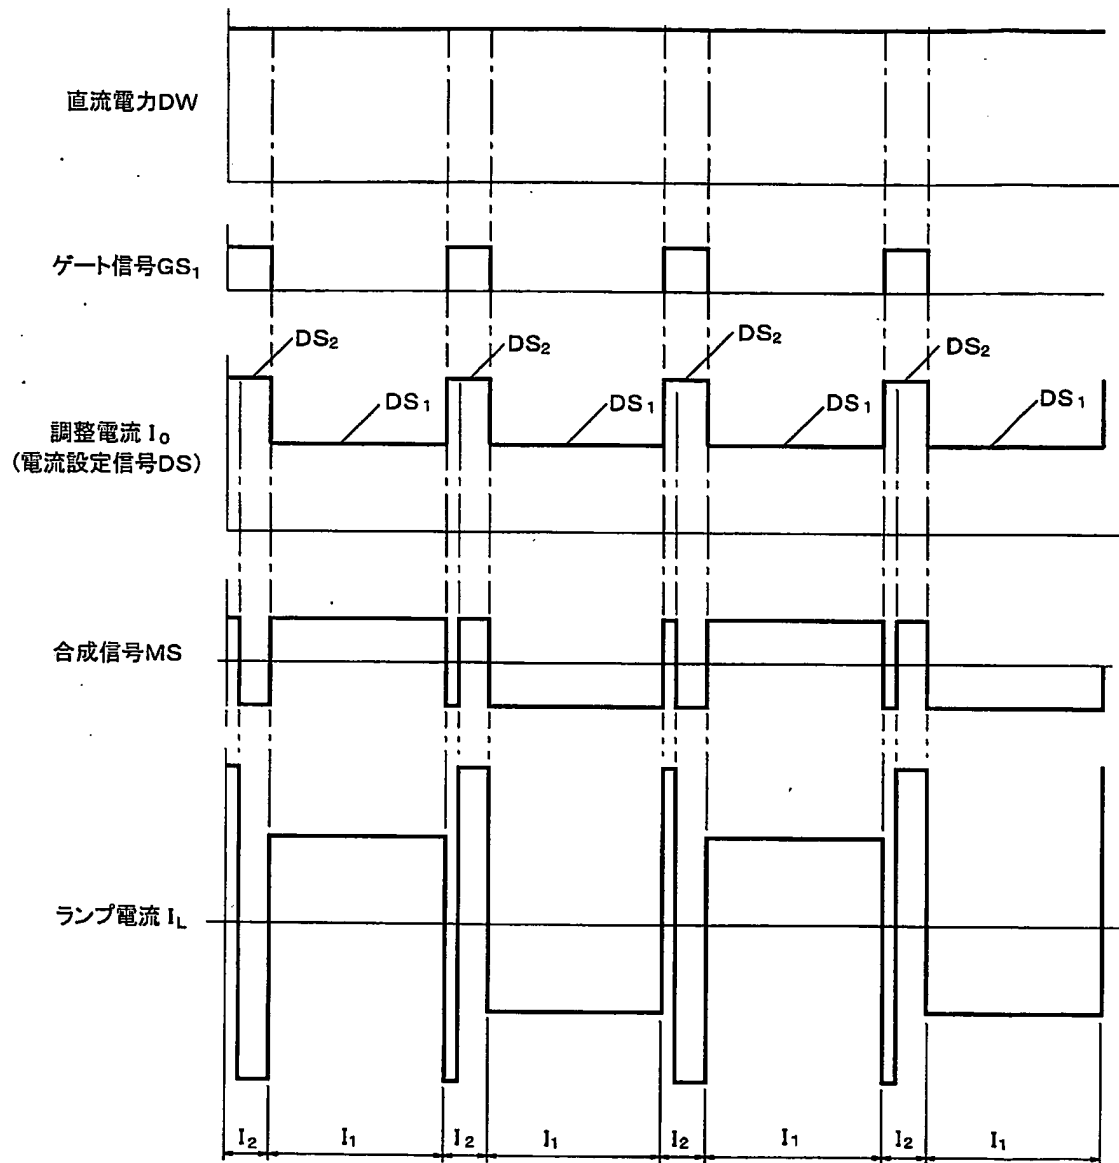 直流電力DW
ゲート信号GS₁
DS₂ DS₂ DS₂ DS₂
DS₁ DS₁ DS₁ DS₁
調整電流 I₀
(電流設定信号DS)
合成信号MS
ランプ電流 I_L
I₂ I₁ I₂ I₁ I₂ I₁ I₂ I₁